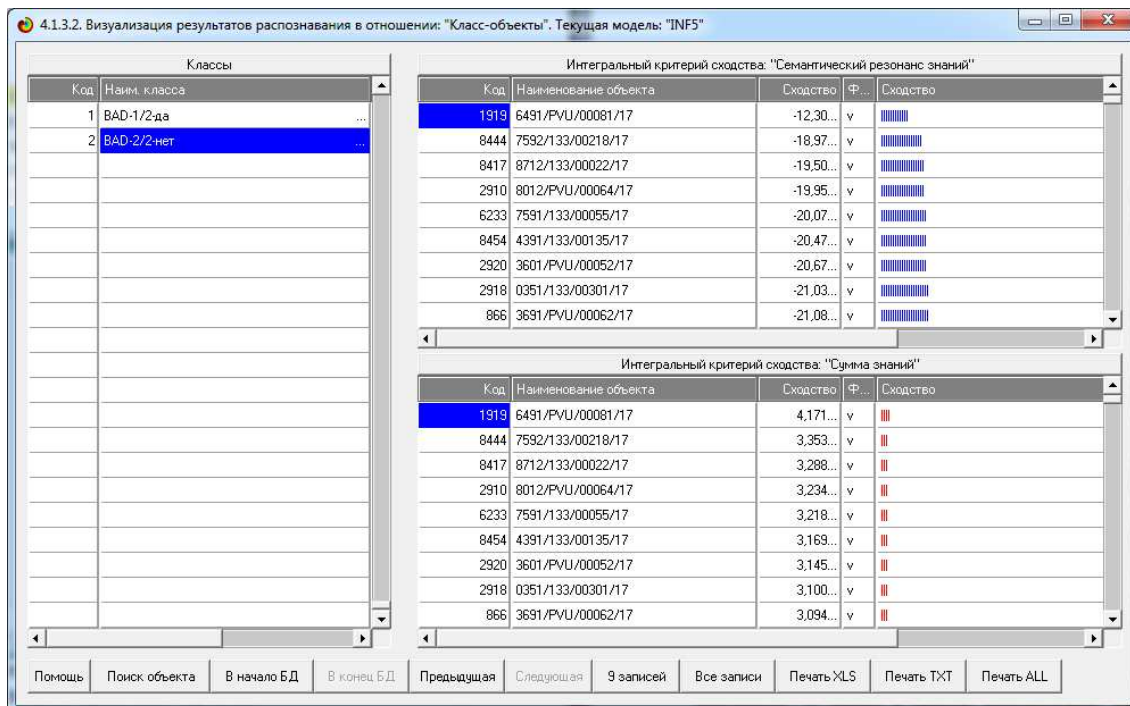 4.1.3.2. Визуализация результатов распознавания в отношении: "Класс-объекты". Текущая модель: "INF5"
Классы
Код Наим. класса
1 BAD-1/2-да ...
2 BAD-2/2-нет ...
Интегральный критерий сходства: "Семантический резонанс знаний"
Код Наименование объекта Сходство Ф... Сходство
1919 6491/PVU/00081/17 -12,30... v
8444 7592/133/00218/17 -18,97... v
8417 8712/133/00022/17 -19,50... v
2910 8012/PVU/00064/17 -19,95... v
6233 7591/133/00055/17 -20,07... v
8454 4391/133/00135/17 -20,47... v
2920 3601/PVU/00052/17 -20,67... v
2918 0351/133/00301/17 -21,03... v
866 3691/PVU/00062/17 -21,08... v
Интегральный критерий сходства: "Сумма знаний"
Код Наименование объекта Сходство Ф... Сходство
1919 6491/PVU/00081/17 4,171... v
8444 7592/133/00218/17 3,353... v
8417 8712/133/00022/17 3,288... v
2910 8012/PVU/00064/17 3,234... v
6233 7591/133/00055/17 3,218... v
8454 4391/133/00135/17 3,169... v
2920 3601/PVU/00052/17 3,145... v
2918 0351/133/00301/17 3,100... v
866 3691/PVU/00062/17 3,094... v
Помощь Поиск объекта В начало БД В конец БД Предыдущая Следующая 9 записей Все записи Печать XLS Печать TXT Печать ALL